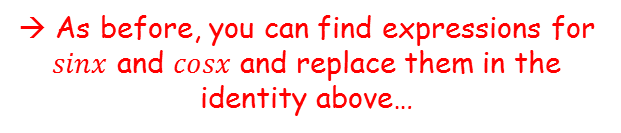 → As before, you can find expressions for
sinx and cosx and replace them in the
identity above…